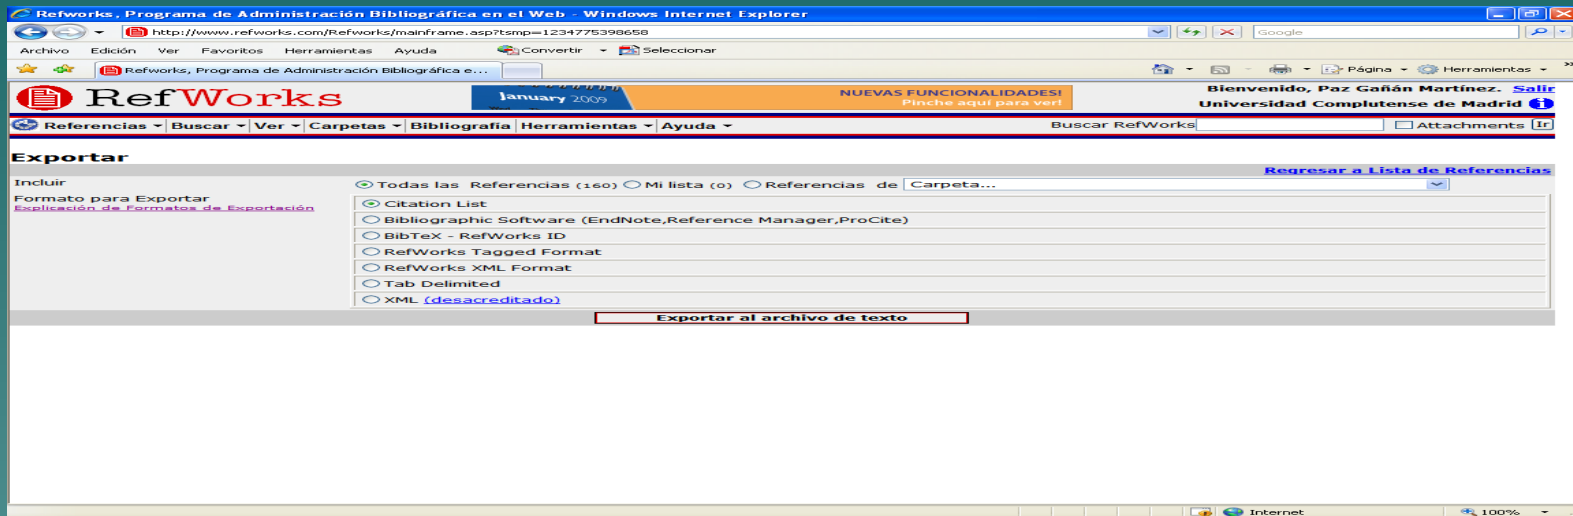 Refworks, Programa de Administración Bibliográfica en el Web - Windows Internet Explorer
http://www.refworks.com/Refworks/mainframe.asp?tsmp=1234775398658
Google
Archivo Edición Ver Favoritos Herramientas Ayuda Convertir Seleccionar
Refworks, Programa de Administración Bibliográfica e... Página Herramientas
RefWorks
January 2009
NUEVAS FUNCIONALIDADES!
Pinche aquí para ver!
Bienvenido, Paz Gañán Martínez. Salir
Universidad Complutense de Madrid
Referencias Buscar Ver Carpetas Bibliografía Herramientas Ayuda Buscar RefWorks Attachments Ir
Exportar
Regresar a Lista de Referencias
Incluir Todas las Referencias (160) Mi lista (0) Referencias de Carpeta...
Formato para Exportar
Explicación de Formatos de Exportación
Citation List
Bibliographic Software (EndNote,Reference Manager,ProCite)
BibTeX - RefWorks ID
RefWorks Tagged Format
RefWorks XML Format
Tab Delimited
XML (desacreditado)
Exportar al archivo de texto
Internet 100%